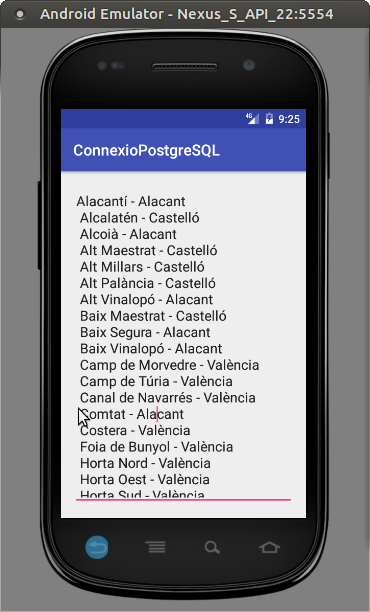 Android Emulator - Nexus_S_API_22:5554
4G 9:25
ConnexioPostgreSQL
Alacantí - Alacant
Alcalatén - Castelló
Alcoià - Alacant
Alt Maestrat - Castelló
Alt Millars - Castelló
Alt Palància - Castelló
Alt Vinalopó - Alacant
Baix Maestrat - Castelló
Baix Segura - Alacant
Baix Vinalopó - Alacant
Camp de Morvedre - València
Camp de Túria - València
Canal de Navarrés - València
Comtat - Alacant
Costera - València
Foia de Bunyol - València
Horta Nord - València
Horta Oest - València
Horta Sud - València